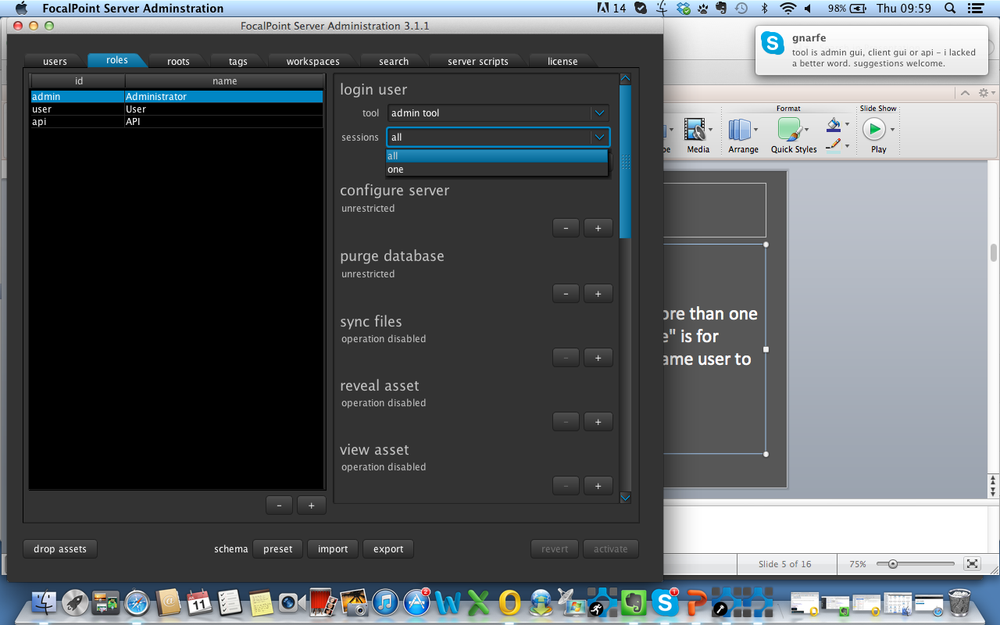 FocalPoint Server Adminstration
14
98%
Thu 09:59
FocalPoint Server Administration 3.1.1
gnarfe
tool is admin gui, client gui or api - i lacked
a better word. suggestions welcome.
users
roles
roots
tags
workspaces
search
server scripts
license
id
name
admin
Administrator
user
User
api
API
login user
tool
admin tool
sessions
all
all
one
configure server
unrestricted
-
+
purge database
unrestricted
-
+
sync files
operation disabled
-
+
reveal asset
operation disabled
-
+
view asset
operation disabled
-
+
-
+
drop assets
schema
preset
import
export
revert
activate
Format
Slide Show
Media
Arrange
Quick Styles
Play
ore than one
e" is for
ame user to
Slide 5 of 16
75%
11
2
1